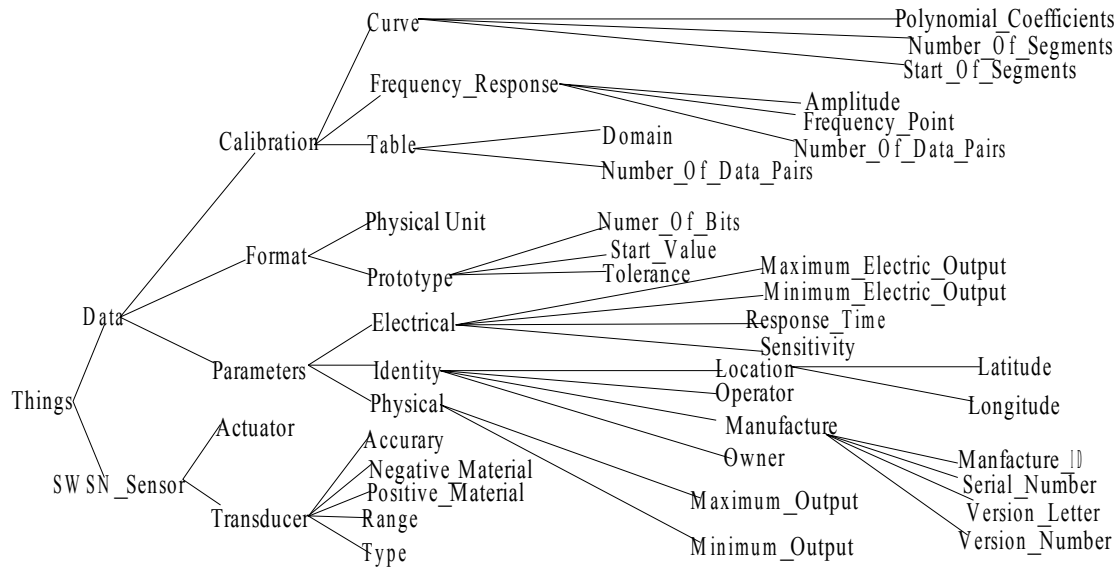 Curve
Polynomial_Coefficients
Number_Of_Segments
Start_Of_Segments
Frequency_Response
Amplitude
Frequency_Point
Number_Of_Data_Pairs
Calibration
Table
Domain
Number_Of_Data_Pairs
Physical Unit
Numer_Of_Bits
Format
Start_Value
Prototype
Tolerance
Maximum_Electric_Output
Minimum_Electric_Output
Data
Electrical
Response_Time
Sensitivity
Parameters
Identity
Location
Latitude
Things
Physical
Operator
Longitude
Actuator
Manufacture
Accurary
Owner
Manfacture_ID
Negative_Material
SWSN_Sensor
Positive_Material
Serial_Number
Maximum_Output
Transducer
Range
Version_Letter
Type
Minimum_Output
Version_Number